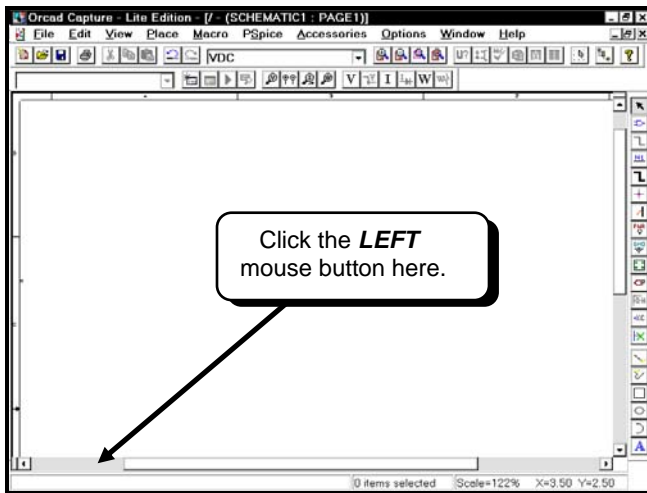 Orcad Capture - Lite Edition - [/ - (SCHEMATIC1 : PAGE1)]
File Edit View Place Macro PSpice Accessories Options Window Help
VDC
U?
V I W
Click the LEFT
mouse button here.
A
0 items selected Scale=122% X=3.50 Y=2.50